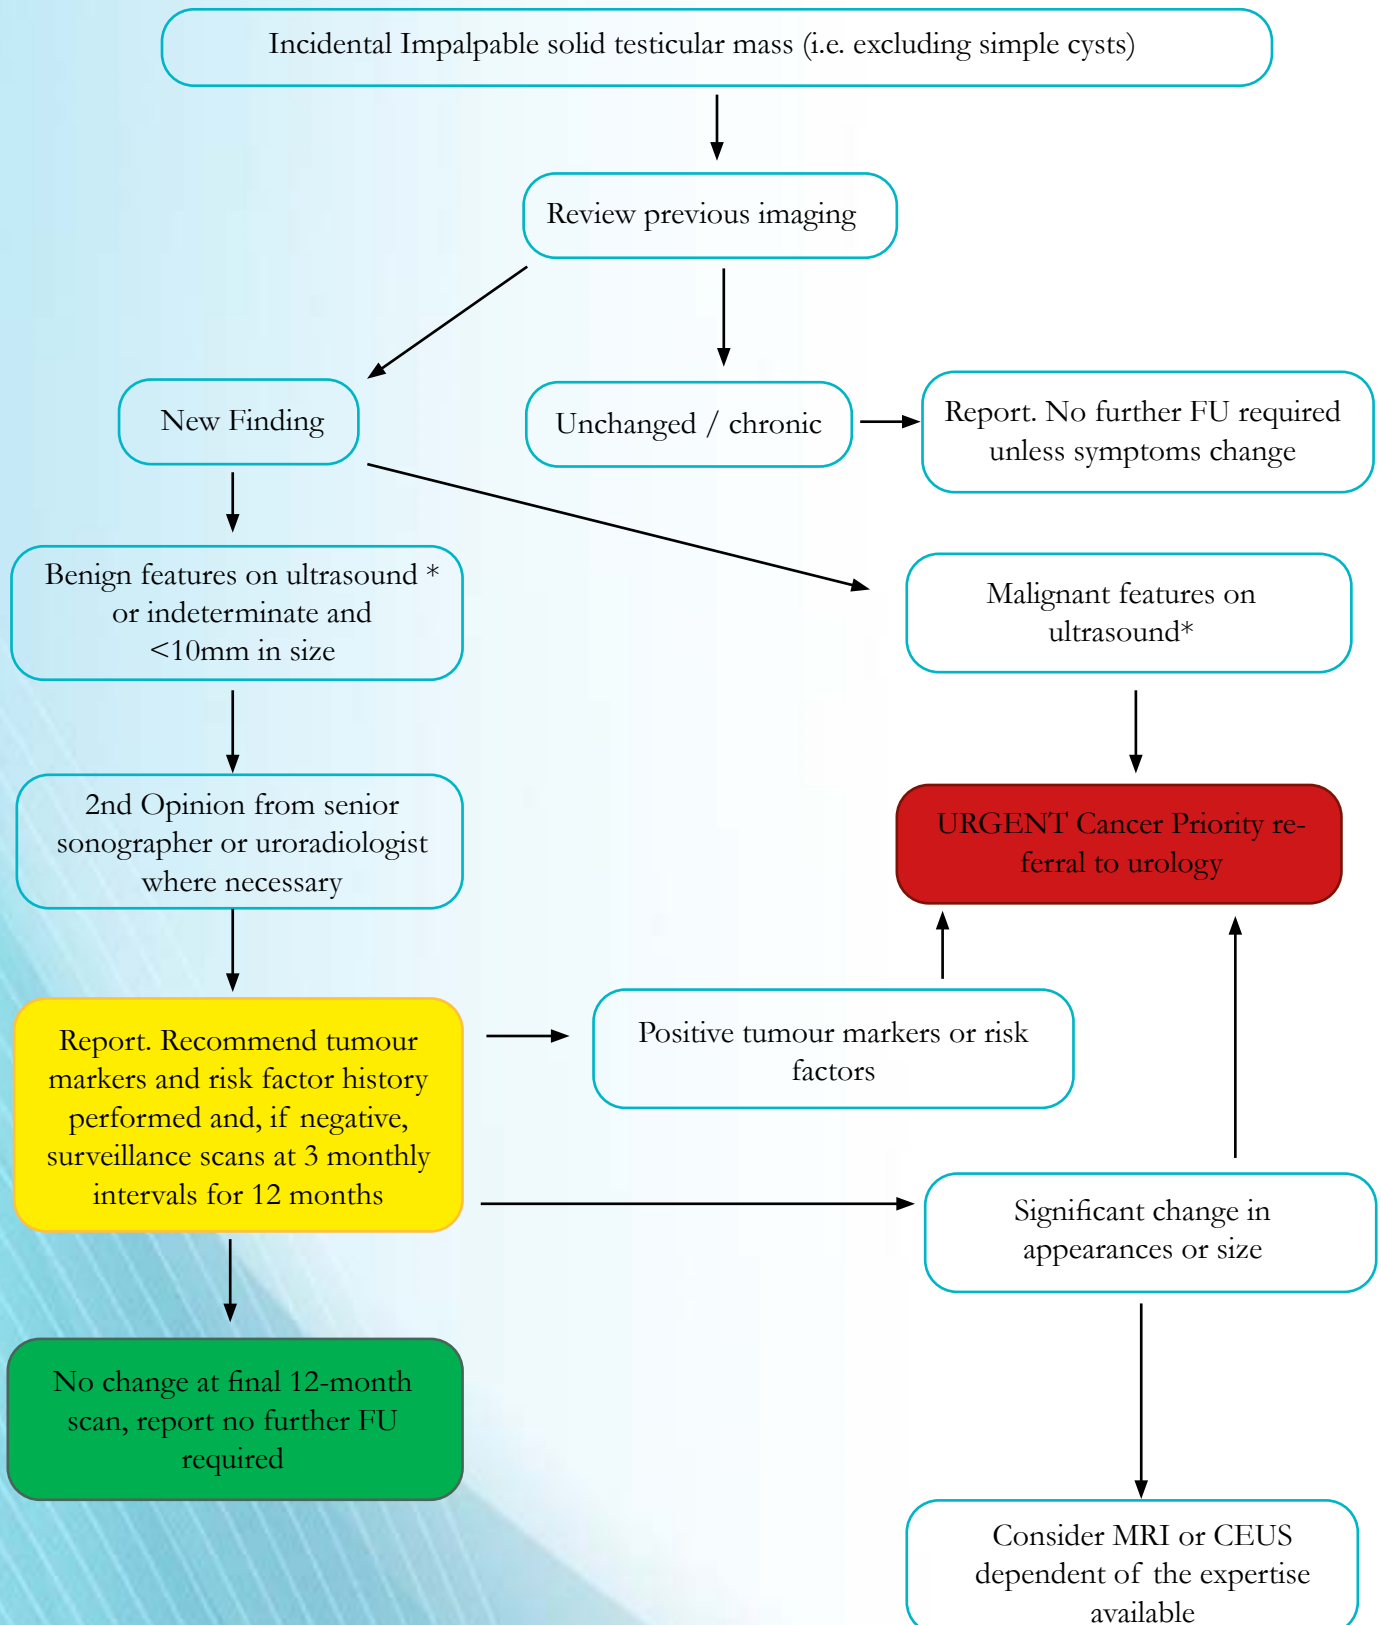 Incidental Impalpable solid testicular mass (i.e. excluding simple cysts)
Review previous imaging
New Finding
Unchanged / chronic
Report. No further FU required
unless symptoms change
Benign features on ultrasound *
or indeterminate and
<10mm in size
Malignant features on
ultrasound*
2nd Opinion from senior
sonographer or uroradiologist
where necessary
URGENT Cancer Priority re-
ferral to urology
Report. Recommend tumour
markers and risk factor history
performed and, if negative,
surveillance scans at 3 monthly
intervals for 12 months
Positive tumour markers or risk
factors
Significant change in
appearances or size
No change at final 12-month
scan, report no further FU
required
Consider MRI or CEUS
dependent of the expertise
available